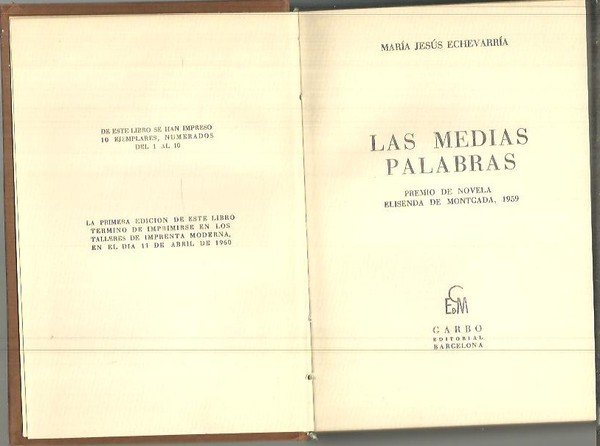 DE ESTE LIBRO SE HAN IMPRESO
10 EJEMPLARES, NUMERADOS
DEL 1 AL 10
LA PRIMERA EDICION DE ESTE LIBRO
TERMINO DE IMPRIMIRSE EN LOS
TALLERES DE IMPRENTA MODERNA,
EN EL DIA 11 DE ABRIL DE 1960
MARÍA JESÚS ECHEVARRÍA
LAS MEDIAS
PALABRAS
PREMIO DE NOVELA
ELISENDA DE MONTCADA, 1959
GARBO
EDITORIAL
BARCELONA